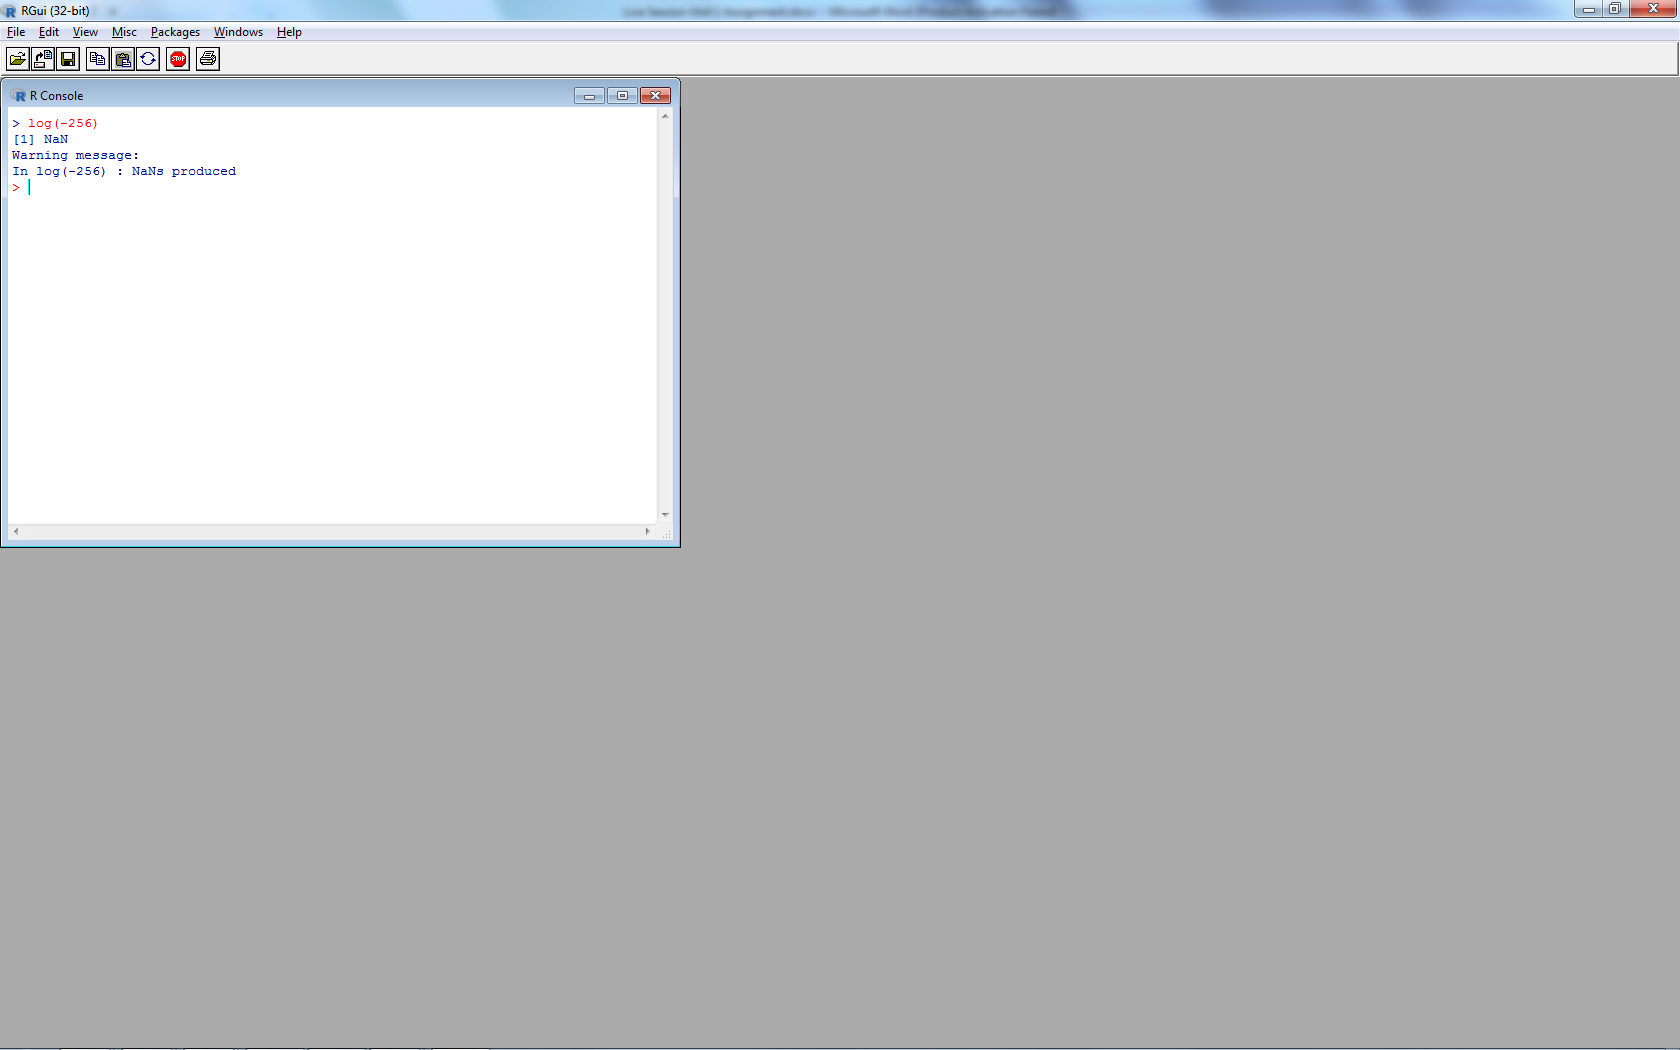 RGui (32-bit)
File Edit View Misc Packages Windows Help
STOP
R Console
> log(-256)
[1] NaN
Warning message:
In log(-256) : NaNs produced
>